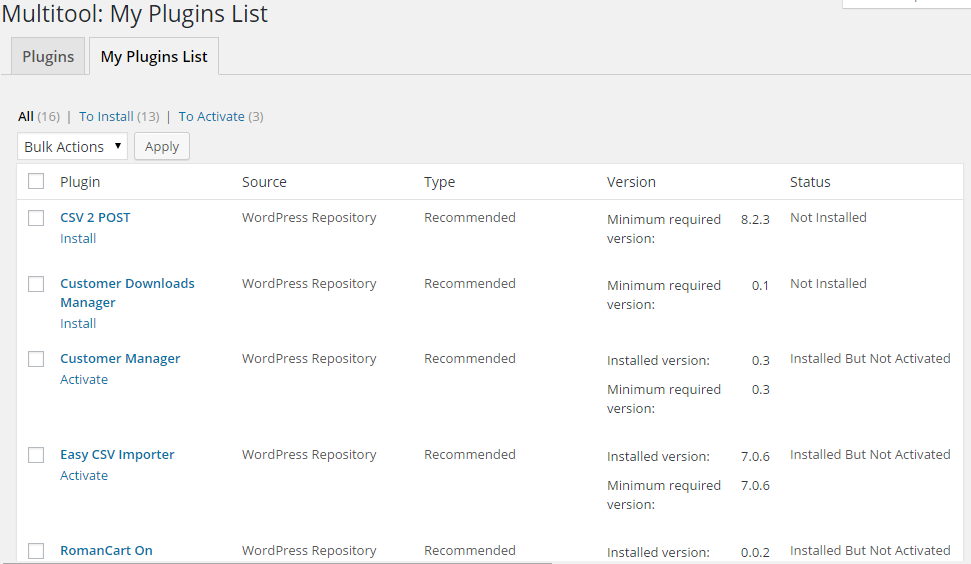 Multitool: My Plugins List
Plugins
My Plugins List
All (16) | To Install (13) | To Activate (3)
Bulk Actions ▼ Apply
Plugin Source Type Version Status
CSV 2 POST WordPress Repository Recommended Minimum required version: 8.2.3 Not Installed
Install
Customer Downloads Manager WordPress Repository Recommended Minimum required version: 0.1 Not Installed
Install
Customer Manager WordPress Repository Recommended Installed version: 0.3 Installed But Not Activated
Activate
Minimum required version: 0.3
Easy CSV Importer WordPress Repository Recommended Installed version: 7.0.6 Installed But Not Activated
Activate
Minimum required version: 7.0.6
RomanCart On WordPress Repository Recommended Installed version: 0.0.2 Installed But Not Activated